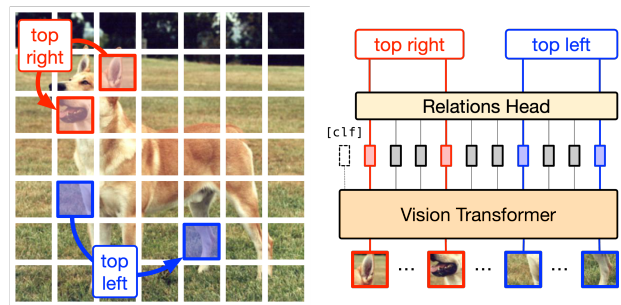 top
right
top
left
top right
top left
Relations Head
[clf]
Vision Transformer
... ... ...